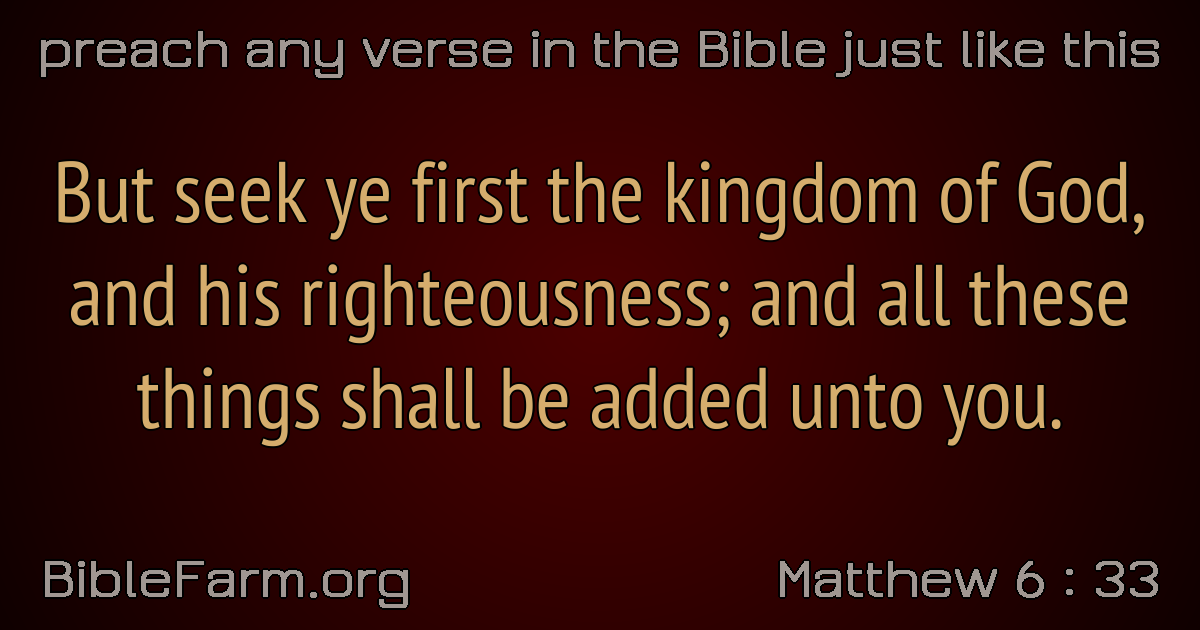 preach any verse in the Bible just like this
But seek ye first the kingdom of God,
and his righteousness; and all these
things shall be added unto you.
BibleFarm.org
Matthew 6 : 33